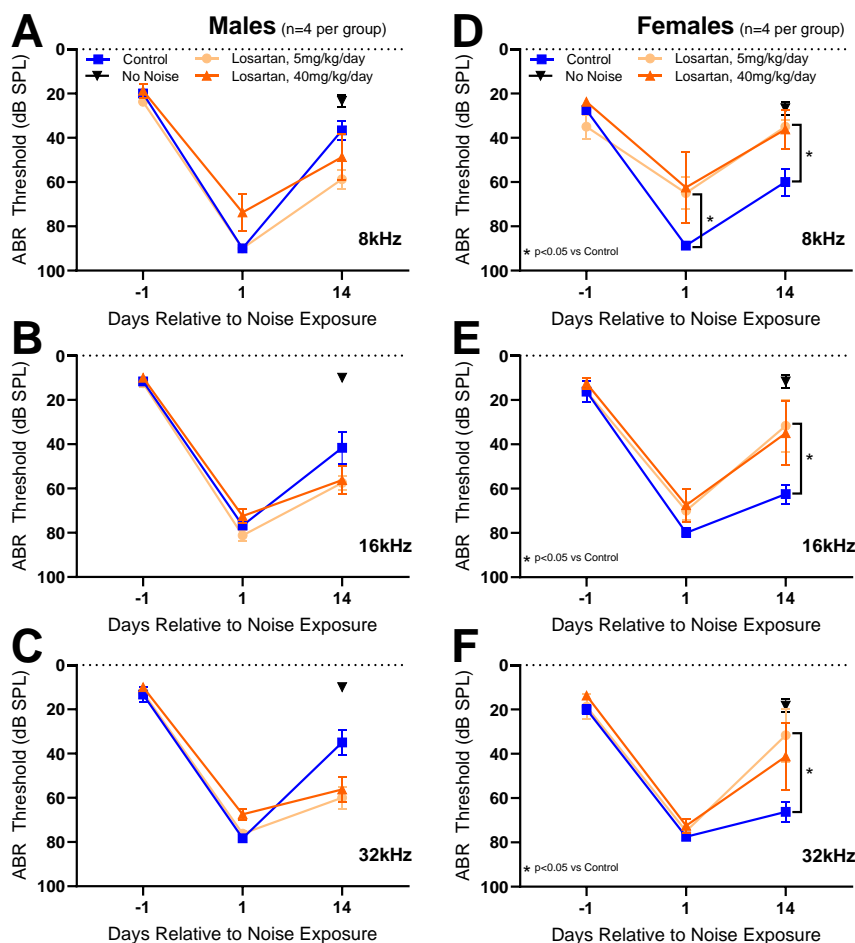 A
Males (n=4 per group)
Control
Losartan, 5mg/kg/day
No Noise
Losartan, 40mg/kg/day
ABR Threshold (dB SPL)
0
20
40
60
80
100
8kHz
-1
1
14
Days Relative to Noise Exposure
B
ABR Threshold (dB SPL)
0
20
40
60
80
100
16kHz
-1
1
14
Days Relative to Noise Exposure
C
ABR Threshold (dB SPL)
0
20
40
60
80
100
32kHz
-1
1
14
Days Relative to Noise Exposure
D
Females (n=4 per group)
Control
Losartan, 5mg/kg/day
No Noise
Losartan, 40mg/kg/day
ABR Threshold (dB SPL)
0
20
40
60
80
100
*
*
* p<0.05 vs Control
8kHz
-1
1
14
Days Relative to Noise Exposure
E
ABR Threshold (dB SPL)
0
20
40
60
80
100
*
* p<0.05 vs Control
16kHz
-1
1
14
Days Relative to Noise Exposure
F
ABR Threshold (dB SPL)
0
20
40
60
80
100
*
* p<0.05 vs Control
32kHz
-1
1
14
Days Relative to Noise Exposure